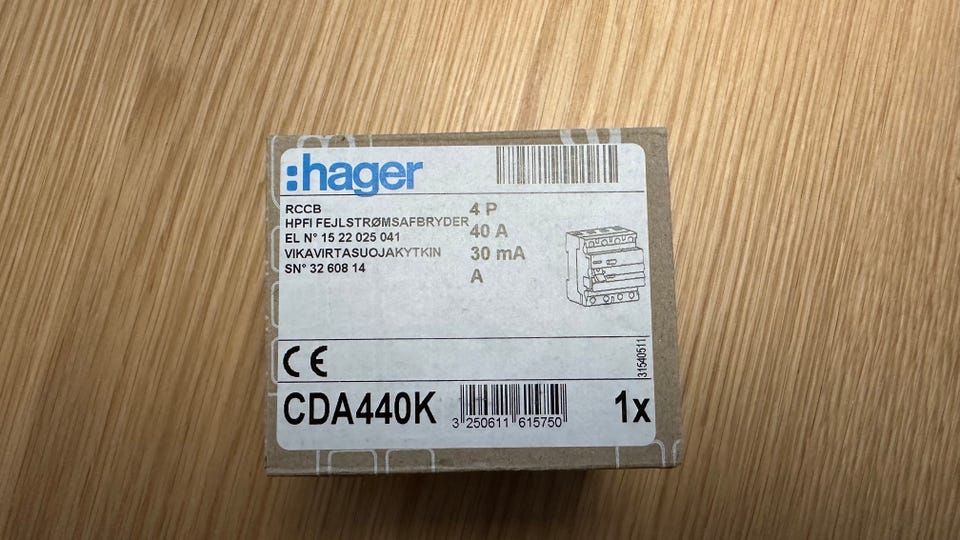 :hager
RCCB
HPFI FEJLSTRØMSAFBRYDER
EL N° 15 22 025 041
VIKAVIRTASUOJAKYTKIN
SN° 32 608 14
4 P
40 A
30 mA
A
31540511
CE
CDA440K
3 250611 615750
1x